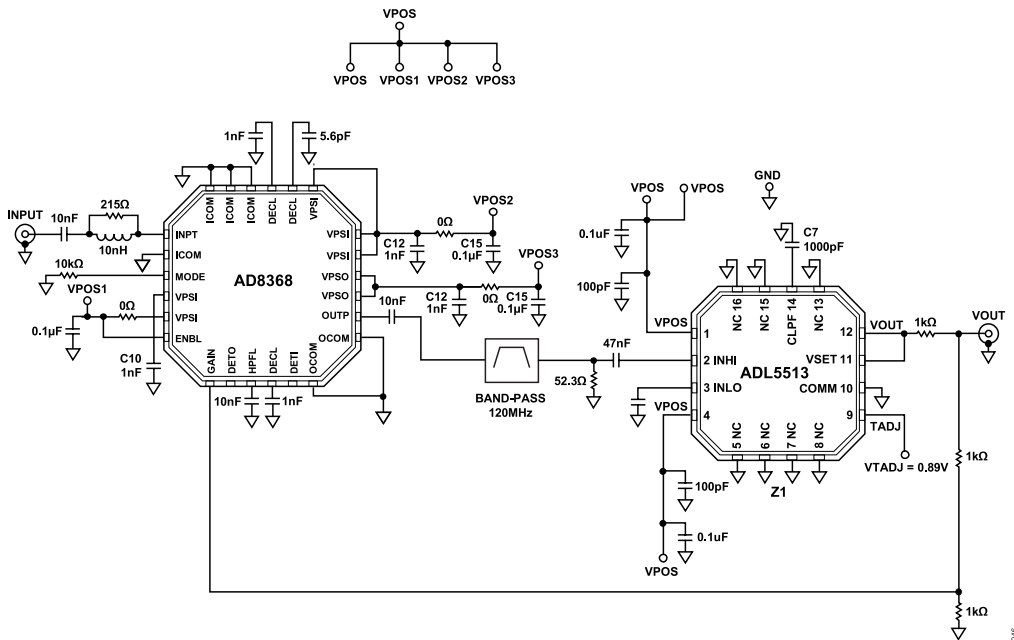 VPOS
VPOS VPOS1 VPOS2 VPOS3
1nF 5.6pF
VPOS VPOS GND
INPUT 10nF 215Ω 10nH
ICOM ICOM ICOM DECL DECL VPSI
VPOS2
0Ω
C12 1nF
C15 0.1µF
VPOS3
0Ω
C12 1nF
C15 0.1µF
10kΩ
VPOS1
0Ω
0.1µF
C10 1nF
INPT
ICOM
MODE
VPSI
VPSI
ENBL
AD8368
VPSI
VPSI
VPSO
VPSO
OUTP
OCOM
GAIN DETO HPFL DECL DETI OCOM
10nF 1nF
10nF
BAND-PASS
120MHz
52.3Ω
47nF
0.1uF
100pF
C7
1000pF
NC 16 NC 15 CLPF 14 NC 13
VPOS 1
2 INHI
3 INLO
VPOS 4
ADL5513
12 VOUT
VSET 11
COMM 10
9 TADJ
5 NC 6 NC 7 NC 8 NC
Z1
1kΩ
VOUT
VTADJ = 0.89V
1kΩ
100pF
0.1uF
VPOS
1kΩ